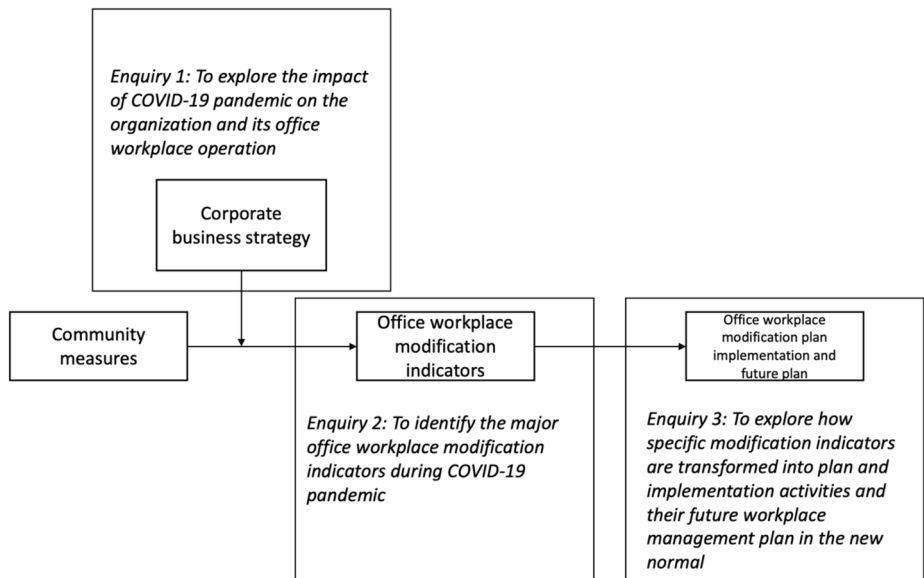 Enquiry 1: To explore the impact
of COVID-19 pandemic on the
organization and its office
workplace operation
Corporate
business strategy
Community
measures
Office workplace
modification
indicators
Office workplace
modification plan
implementation and
future plan
Enquiry 2: To identify the major
office workplace modification
indicators during COVID-19
pandemic
Enquiry 3: To explore how
specific modification indicators
are transformed into plan and
implementation activities and
their future workplace
management plan in the new
normal